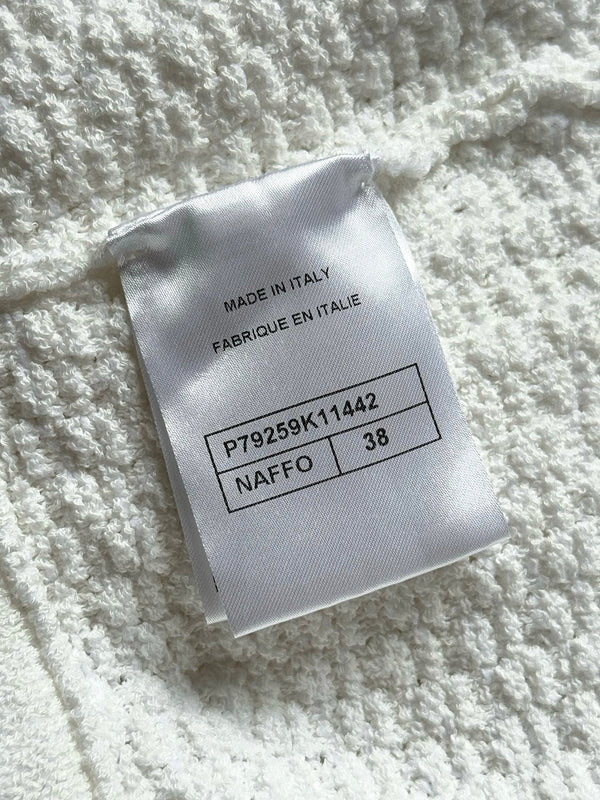 MADE IN ITALY
FABRIQUE EN ITALIE
P79259K11442
NAFFO 38